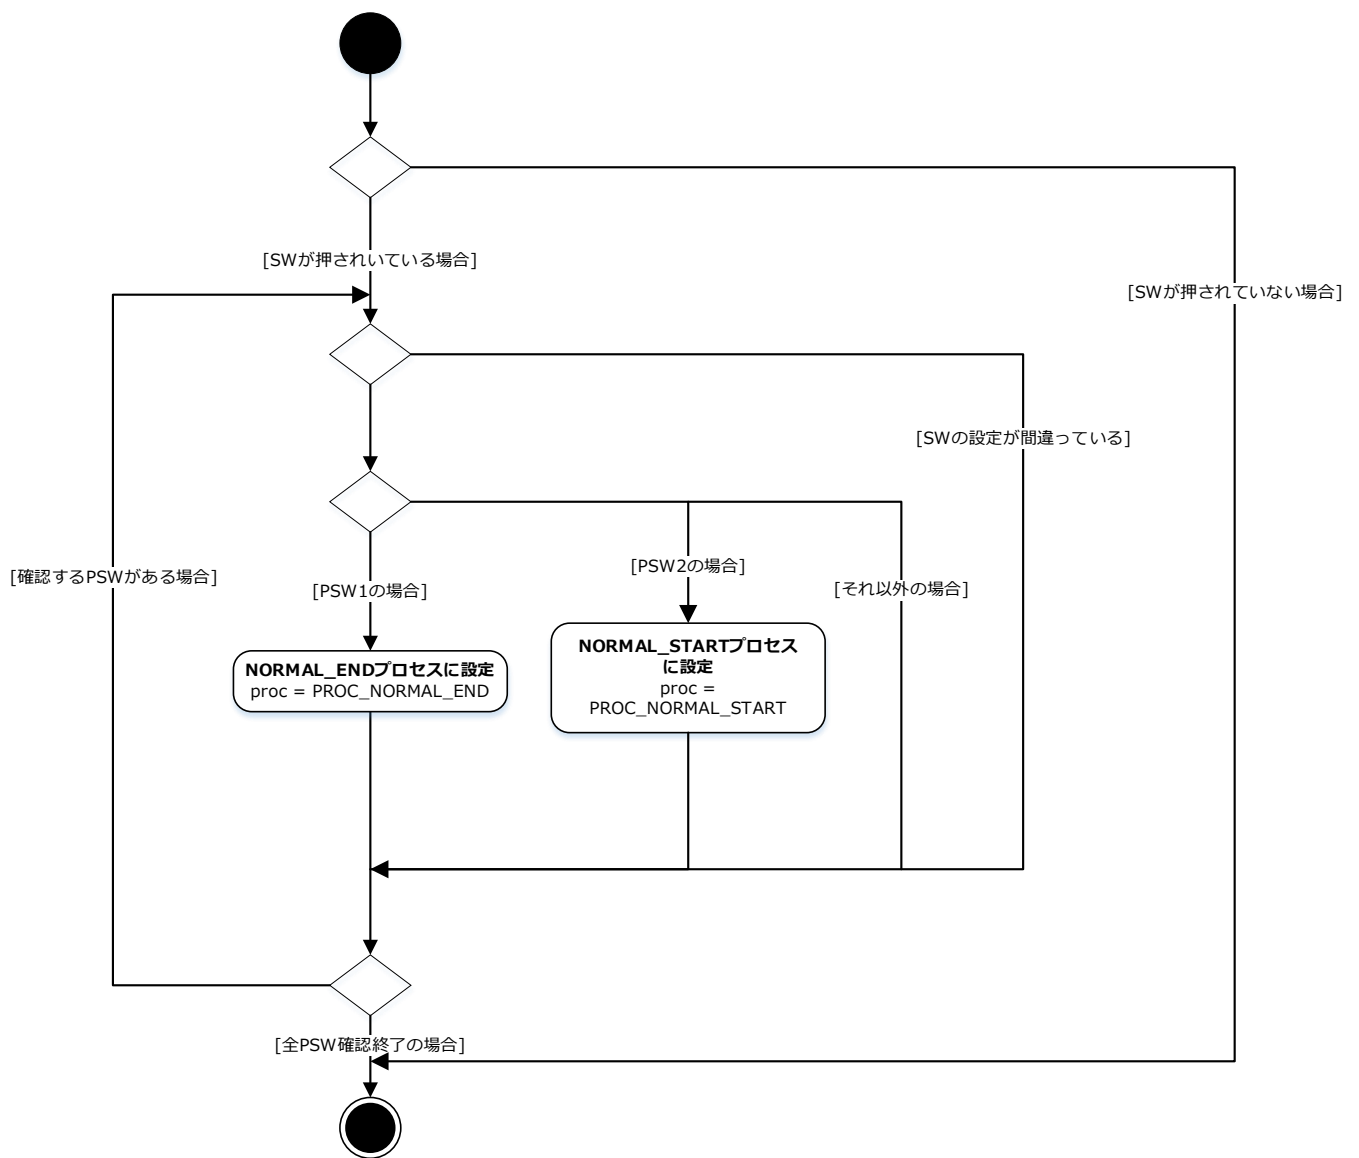 [SWが押されいている場合]
[SWが押されていない場合]
[SWの設定が間違っている]
[確認するPSWがある場合]
[PSW1の場合]
[PSW2の場合]
[それ以外の場合]
NORMAL_ENDプロセスに設定
proc = PROC_NORMAL_END
NORMAL_STARTプロセス
に設定
proc =
PROC_NORMAL_START
[全PSW確認終了の場合]